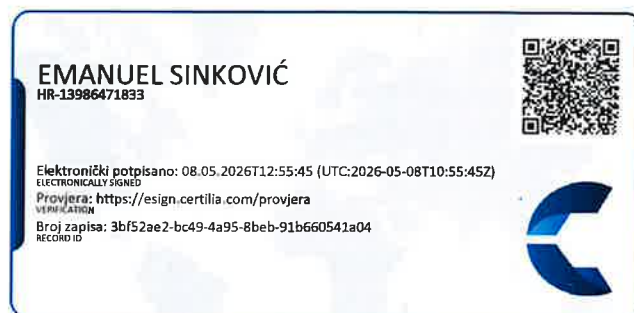 EMANUEL SINKOVIĆ
HR-13986471833
Elektronički potpisano: 08.05.2026T12:55:45 (UTC:2026-05-08T10:55:45Z)
ELECTRONICALLY SIGNED
Provjera: https://esign.certilia.com/provjera
VERIFICATION
Broj zapisa: 3bf52ae2-bc49-4a95-8beb-91b660541a04
RECORD ID